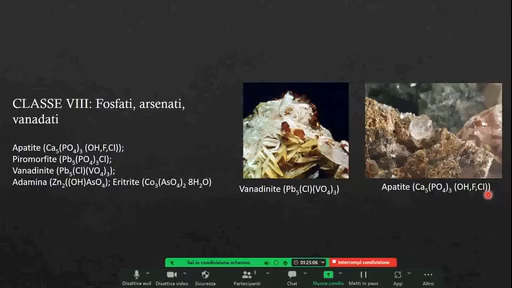 CLASSE VIII: Fosfati, arsenati,
vanadati
Apatite (Ca₅(PO₄)₃ (OH,F,Cl));
Piromorfite (Pb₅(PO₄)₃Cl);
Vanadinite (Pb₅(Cl)(VO₄)₃);
Adamina (Zn₂((OH)AsO₄); Eritrite (Co₃(AsO₄)₂ 8H₂O)
Vanadinite (Pb₅(Cl)(VO₄)₃)
Apatite (Ca₅(PO₄)₃ (OH,F,Cl))
Sei in condivisione schermo
01:25:06
Interrompi condivisione
Disattiva audio
Disattiva video
Sicurezza
3
Partecipanti
Chat
Nuova condiv
Metti in paus
App
Altro